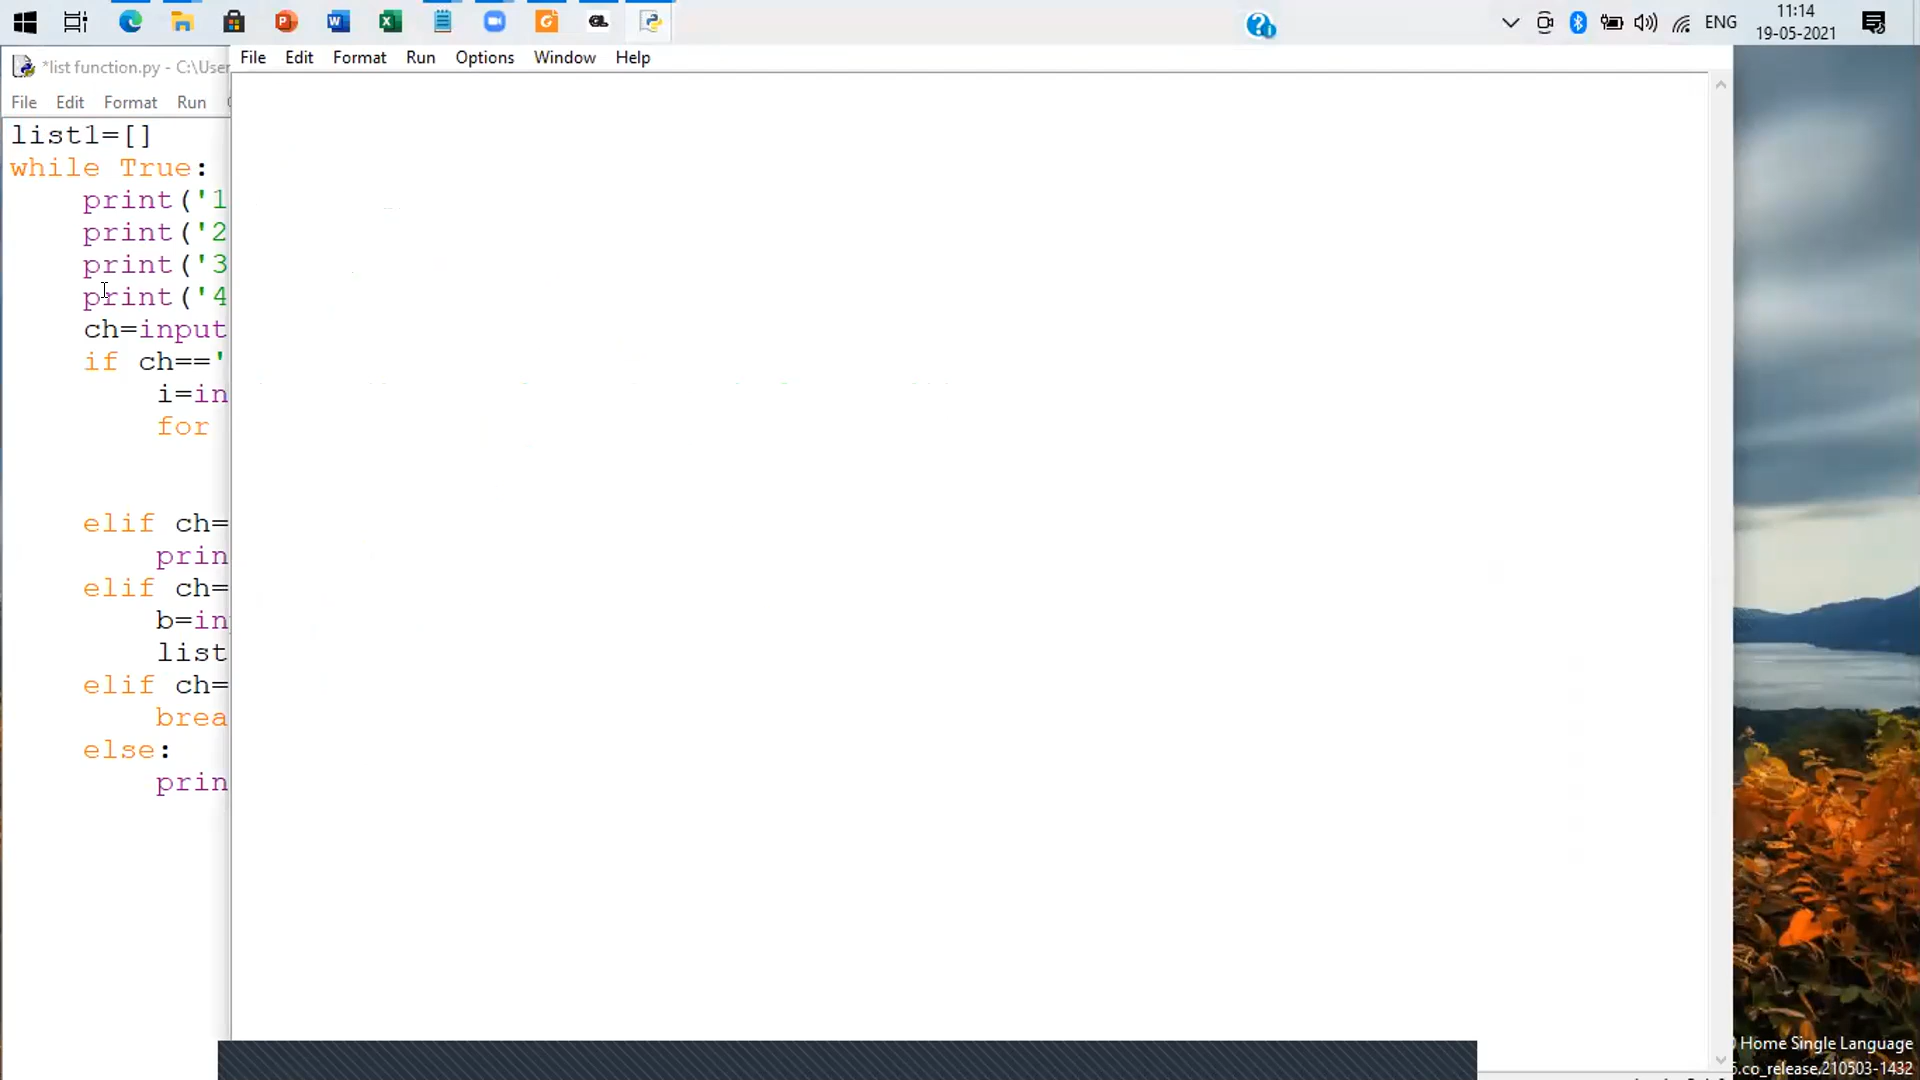 ENG
11:14
19-05-2021
*list function.py - C:\User
File Edit Format Run
File Edit Format Run Options Window Help
list1=[]
while True:
print('1
print('2
print('3
print('4
ch=input
if ch=='
i=in
for
elif ch=
prin
elif ch=
b=in
list
elif ch=
brea
else:
prin
Home Single Language
.co_release.210503-1432